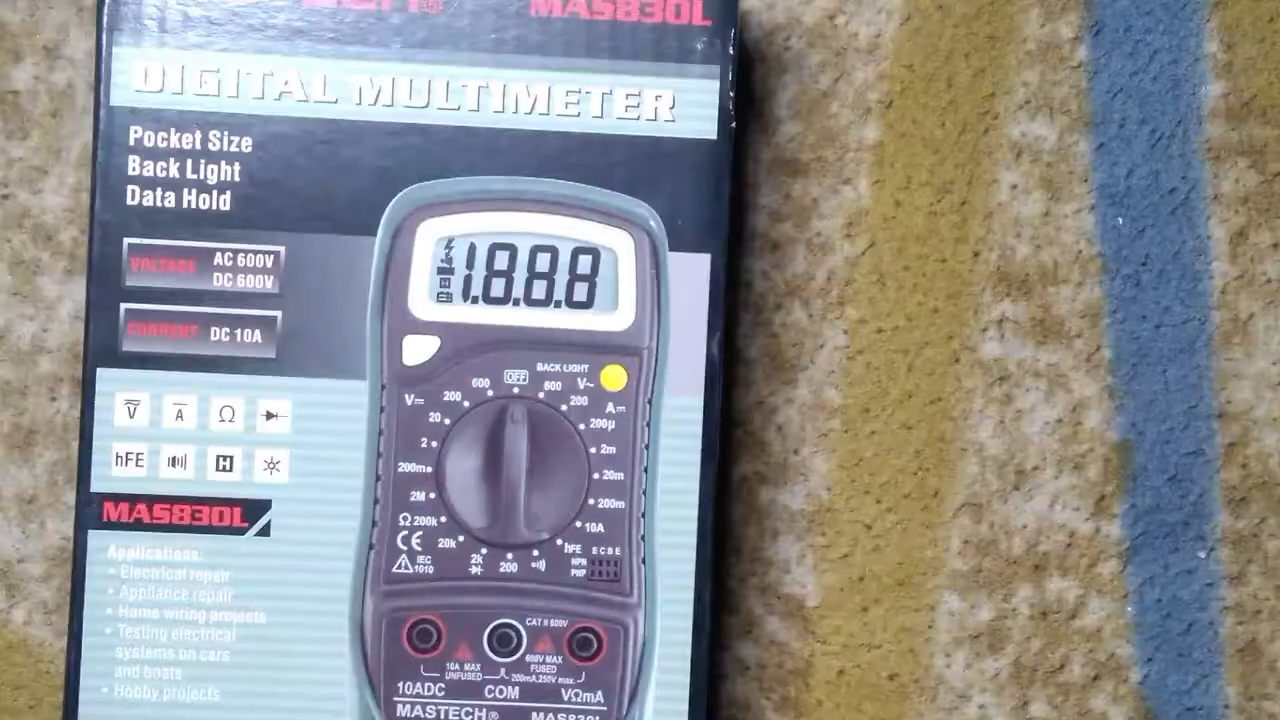 MAS830L
DIGITAL MULTIMETER
Pocket Size
Back Light
Data Hold
VOLTAGE AC 600V
DC 600V
CURRENT DC 10A
1.8.8.8
BACK LIGHT
OFF
600
600
V~
V
200
200
A
20
200µ
2
2m
200m
20m
2M
200m
Ω 200k
10A
20k
2k
200
hFE
E C B E
NPN
PNP
CE
IEC
1010
V A Ω
hFE H
MAS830L
Applications:
• Electrical repair
• Appliance repair
• Home wiring projects
• Testing electrical
systems on cars
and boats
• Hobby projects
CAT II 600V
10A MAX
UNFUSED
600V MAX
FUSED
200mA,250V max.
10ADC COM VΩmA
MASTECH® MAS830L